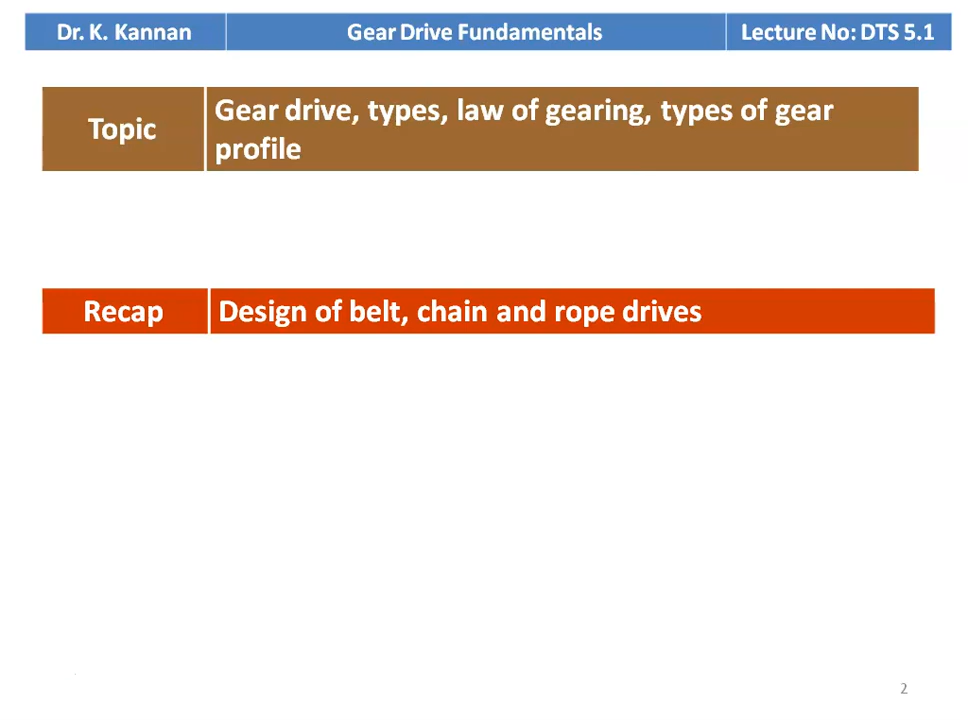 Dr. K. Kannan Gear Drive Fundamentals Lecture No: DTS 5.1
Topic Gear drive, types, law of gearing, types of gear
profile
Recap Design of belt, chain and rope drives
2